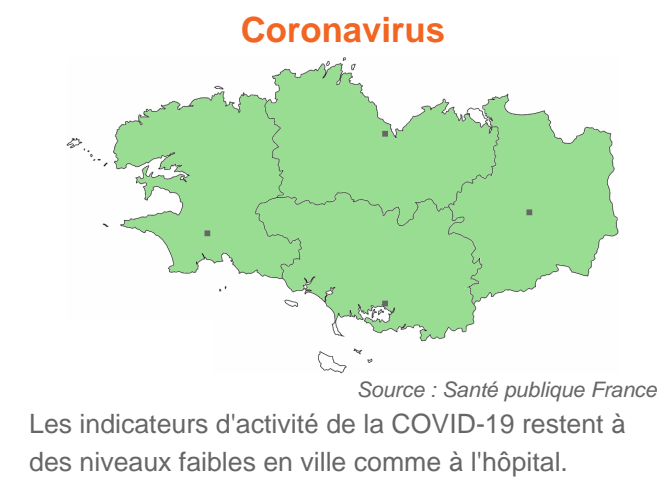 Coronavirus
Source : Santé publique France
Les indicateurs d'activité de la COVID-19 restent à
des niveaux faibles en ville comme à l'hôpital.